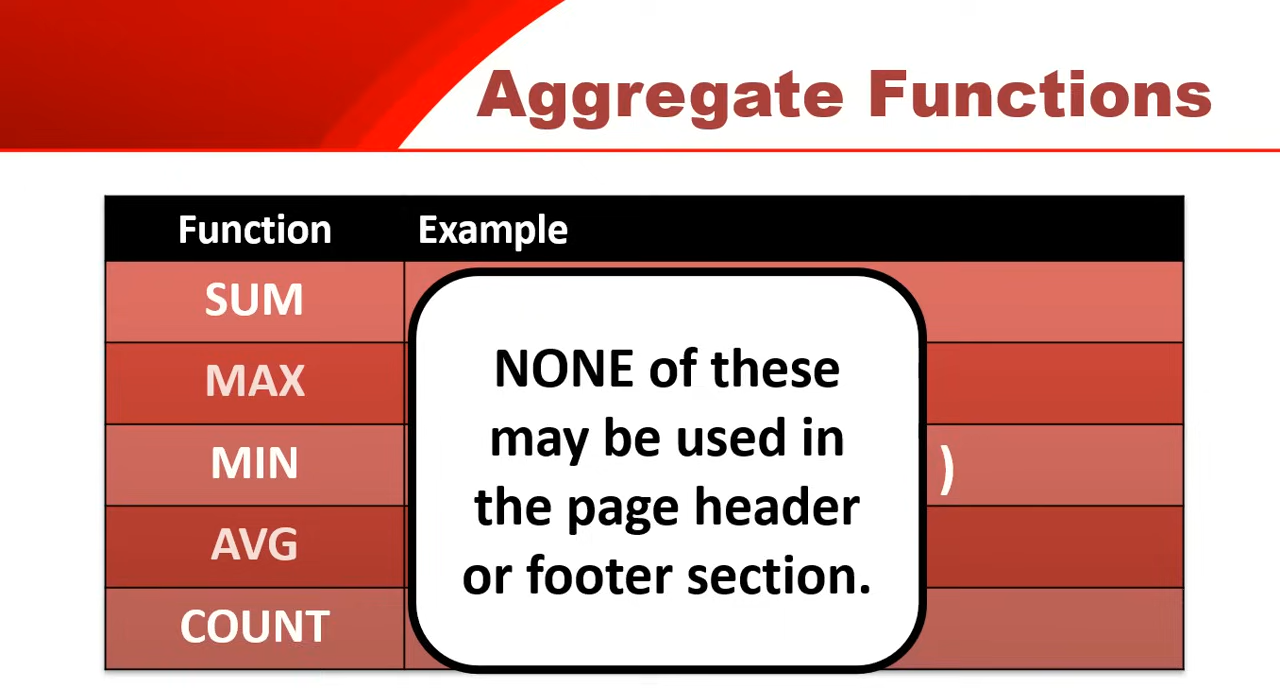 Aggregate Functions
Function Example
SUM
MAX
MIN )
AVG
COUNT
NONE of these
may be used in
the page header
or footer section.